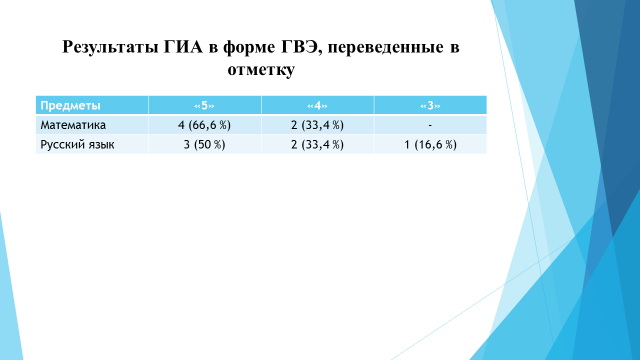 Результаты ГИА в форме ГВЭ, переведенные в
отметку
Предметы «5» «4» «3»
Математика 4 (66,6 %) 2 (33,4 %) -
Русский язык 3 (50 %) 2 (33,4 %) 1 (16,6 %)